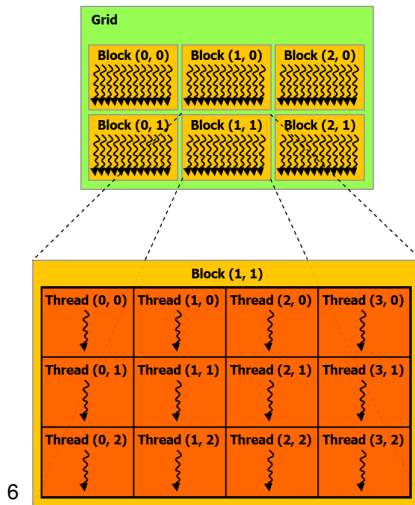 Grid
Block (0, 0) Block (1, 0) Block (2, 0)
Block (0, 1) Block (1, 1) Block (2, 1)
Block (1, 1)
Thread (0, 0) Thread (1, 0) Thread (2, 0) Thread (3, 0)
Thread (0, 1) Thread (1, 1) Thread (2, 1) Thread (3, 1)
Thread (0, 2) Thread (1, 2) Thread (2, 2) Thread (3, 2)
6